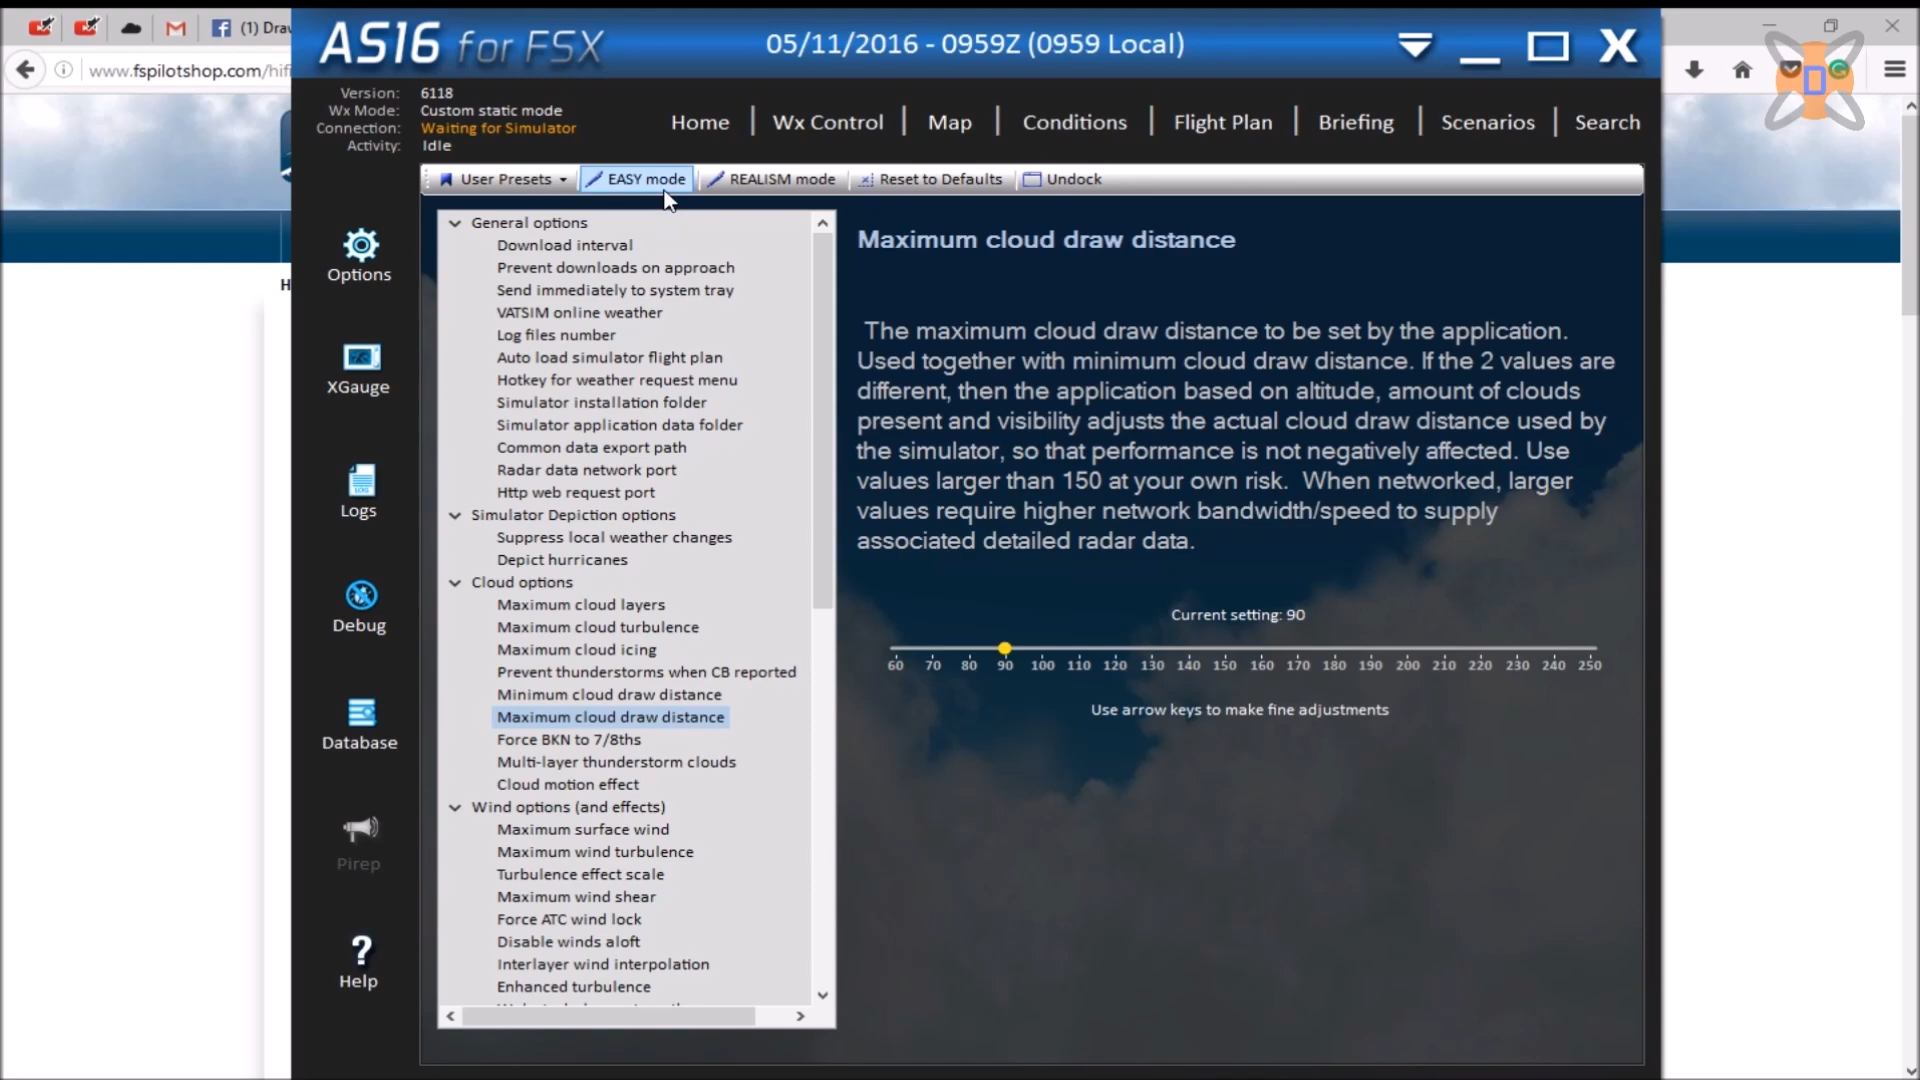 (1) Drav
www.fspilotshop.com/hifi
H
AS16 for FSX
05/11/2016 - 0959Z (0959 Local)
X
Version: 6118
Wx Mode: Custom static mode
Connection: Waiting for Simulator
Activity: Idle
Home | Wx Control | Map | Conditions | Flight Plan | Briefing | Scenarios | Search
User Presets EASY mode REALISM mode Reset to Defaults Undock
Options
XGauge
LOG
Logs
Debug
Database
Pirep
?
Help
General options
Download interval
Prevent downloads on approach
Send immediately to system tray
VATSIM online weather
Log files number
Auto load simulator flight plan
Hotkey for weather request menu
Simulator installation folder
Simulator application data folder
Common data export path
Radar data network port
Http web request port
Simulator Depiction options
Suppress local weather changes
Depict hurricanes
Cloud options
Maximum cloud layers
Maximum cloud turbulence
Maximum cloud icing
Prevent thunderstorms when CB reported
Minimum cloud draw distance
Maximum cloud draw distance
Force BKN to 7/8ths
Multi-layer thunderstorm clouds
Cloud motion effect
Wind options (and effects)
Maximum surface wind
Maximum wind turbulence
Turbulence effect scale
Maximum wind shear
Force ATC wind lock
Disable winds aloft
Interlayer wind interpolation
Enhanced turbulence
Maximum cloud draw distance
The maximum cloud draw distance to be set by the application.
Used together with minimum cloud draw distance. If the 2 values are
different, then the application based on altitude, amount of clouds
present and visibility adjusts the actual cloud draw distance used by
the simulator, so that performance is not negatively affected. Use
values larger than 150 at your own risk. When networked, larger
values require higher network bandwidth/speed to supply
associated detailed radar data.
Current setting: 90
60 70 80 90 100 110 120 130 140 150 160 170 180 190 200 210 220 230 240 250
Use arrow keys to make fine adjustments